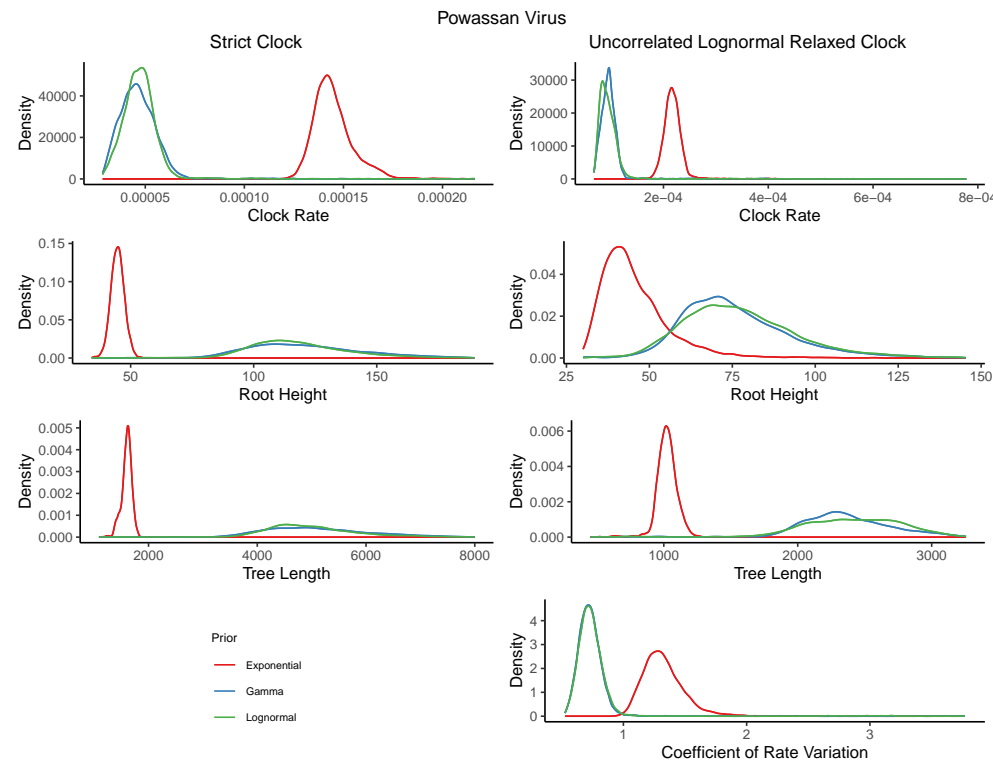 Powassan Virus
Strict Clock
Uncorrelated Lognormal Relaxed Clock
Density
40000
20000
0
0.00005
0.00010
0.00015
0.00020
Clock Rate
Density
30000
20000
10000
0
2e−04
4e−04
6e−04
8e−04
Clock Rate
Density
0.15
0.10
0.05
0.00
50
100
150
Root Height
Density
0.04
0.02
0.00
25
50
75
100
125
150
Root Height
Density
0.005
0.004
0.003
0.002
0.001
0.000
2000
4000
6000
8000
Tree Length
Density
0.006
0.004
0.002
0.000
1000
2000
3000
Tree Length
Prior
Exponential
Gamma
Lognormal
Density
4
3
2
1
0
1
2
3
Coefficient of Rate Variation